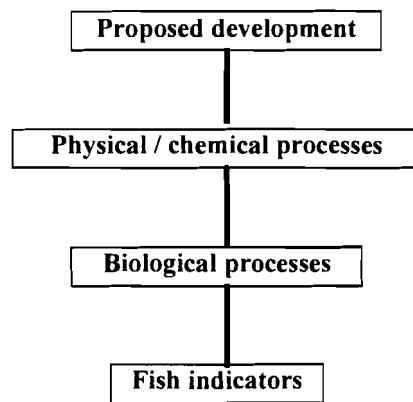 Proposed development
Physical / chemical processes
Biological processes
Fish indicators